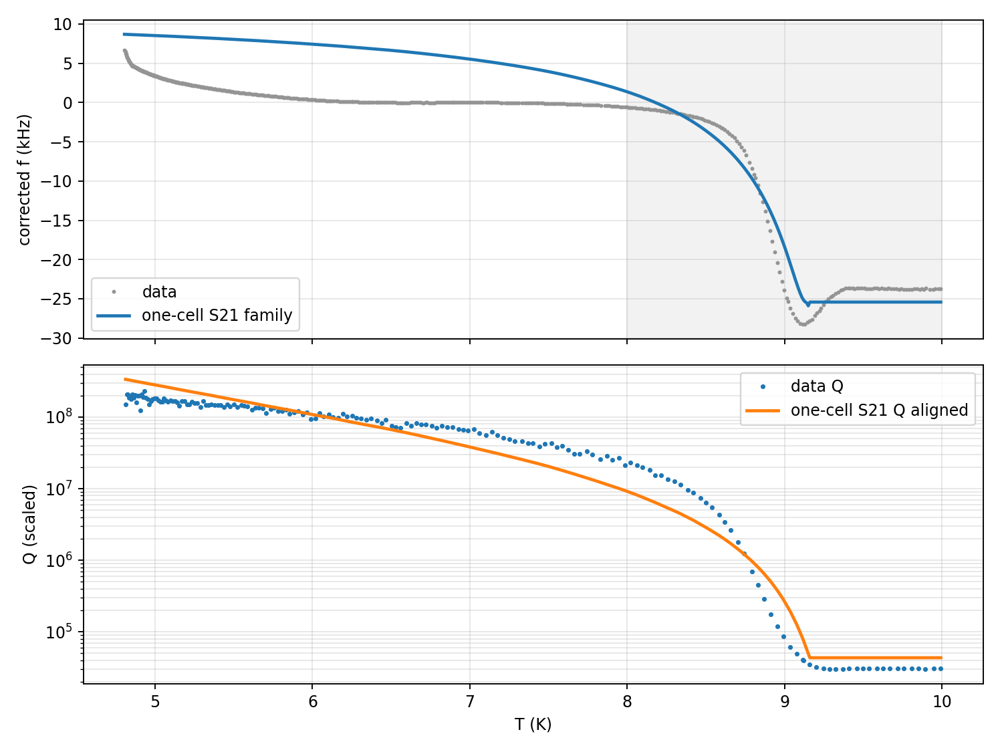 corrected f (kHz)
10
5
0
−5
−10
−15
−20
−25
−30
data
one-cell S21 family
Q (scaled)
10⁸
10⁷
10⁶
10⁵
data Q
one-cell S21 Q aligned
5 6 7 8 9 10
T (K)